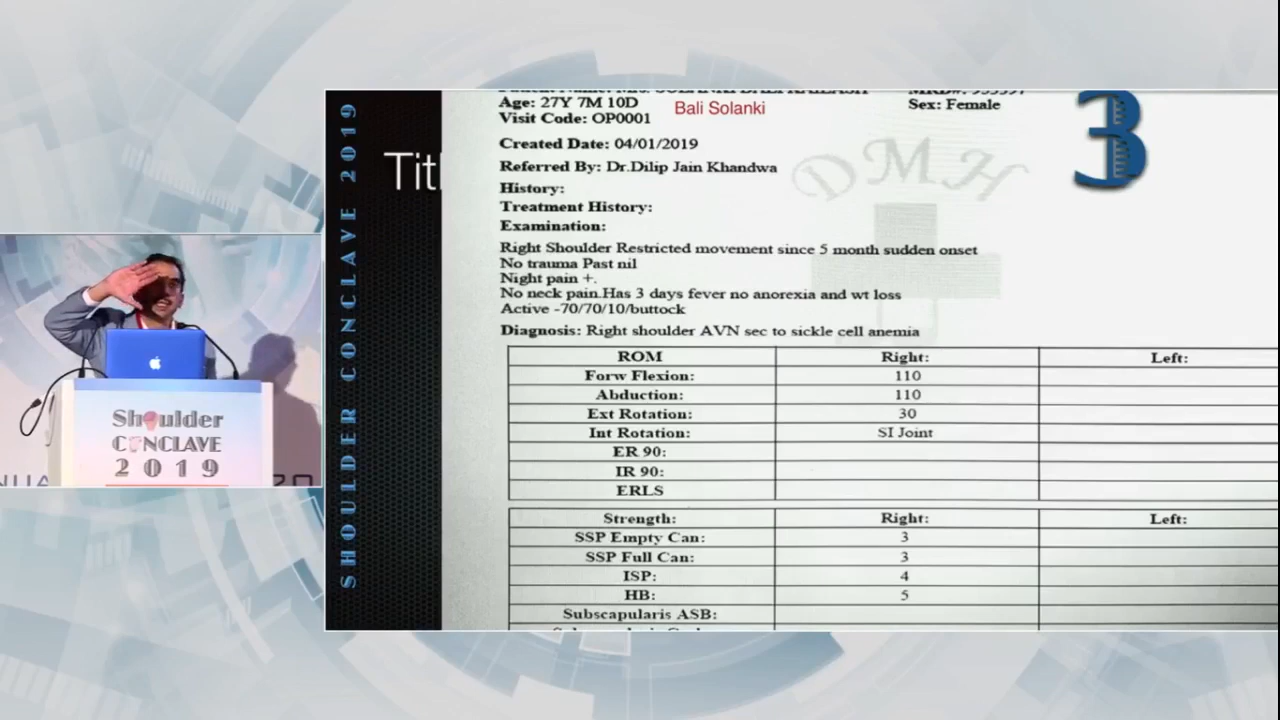 SHOULDER CONCLAVE 2019
Titl
3
Age: 27Y 7M 10D
Bali Solanki
Sex: Female
Visit Code: OP0001
Created Date: 04/01/2019
Referred By: Dr.Dilip Jain Khandwa
DMH
History:
Treatment History:
Examination:
Right Shoulder Restricted movement since 5 month sudden onset
No trauma Past nil
Night pain +.
No neck pain.Has 3 days fever no anorexia and wt loss
Active -70/70/10/buttock
Diagnosis: Right shoulder AVN sec to sickle cell anemia
ROM Right: Left:
Forw Flexion: 110
Abduction: 110
Ext Rotation: 30
Int Rotation: SI Joint
ER 90:
IR 90:
ERLS
Strength: Right: Left:
SSP Empty Can: 3
SSP Full Can: 3
ISP: 4
HB: 5
Subscapularis ASB:
Shoulder
CONCLAVE
2019